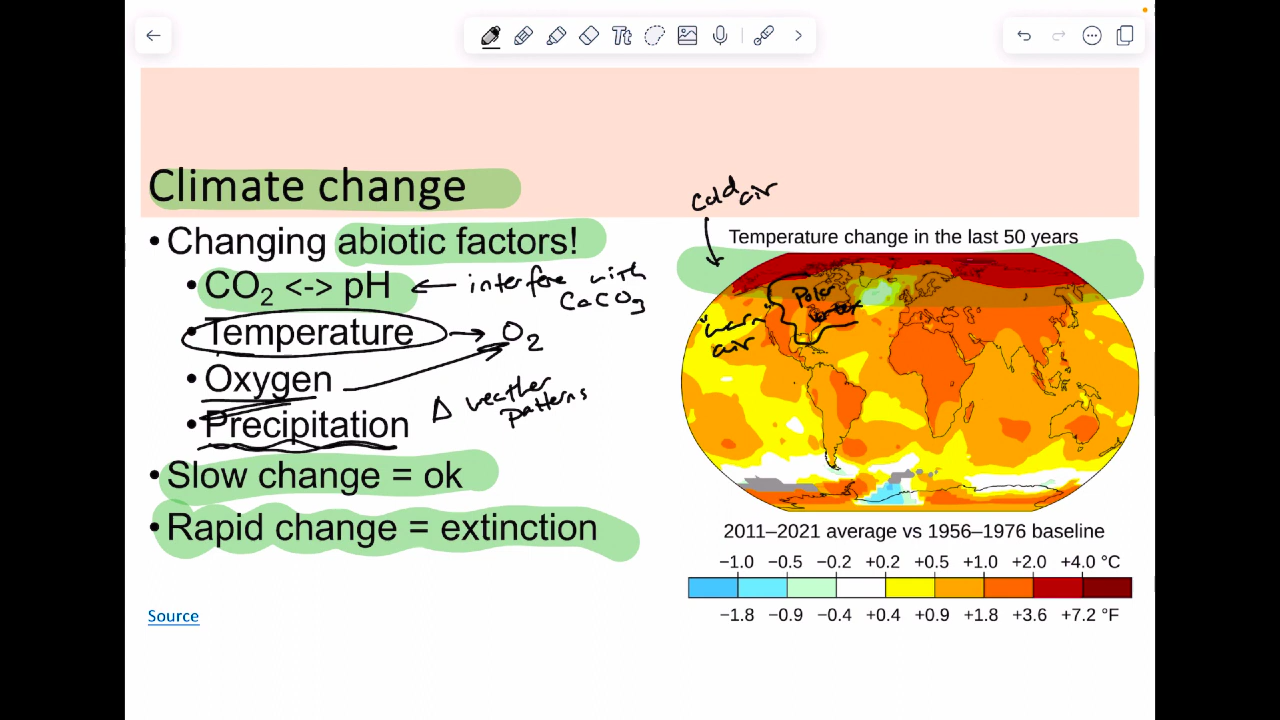 Tt
Climate change
• Changing abiotic factors!
• CO₂ <-> pH ← interfere with
CaCO₃
• Temperature → O₂
• Oxygen
• Precipitation Δ weather
patterns
• Slow change = ok
• Rapid change = extinction
Source
cold air
Temperature change in the last 50 years
Polar
vortex
"warm"
air
2011–2021 average vs 1956–1976 baseline
−1.0 −0.5 −0.2 +0.2 +0.5 +1.0 +2.0 +4.0 °C
−1.8 −0.9 −0.4 +0.4 +0.9 +1.8 +3.6 +7.2 °F